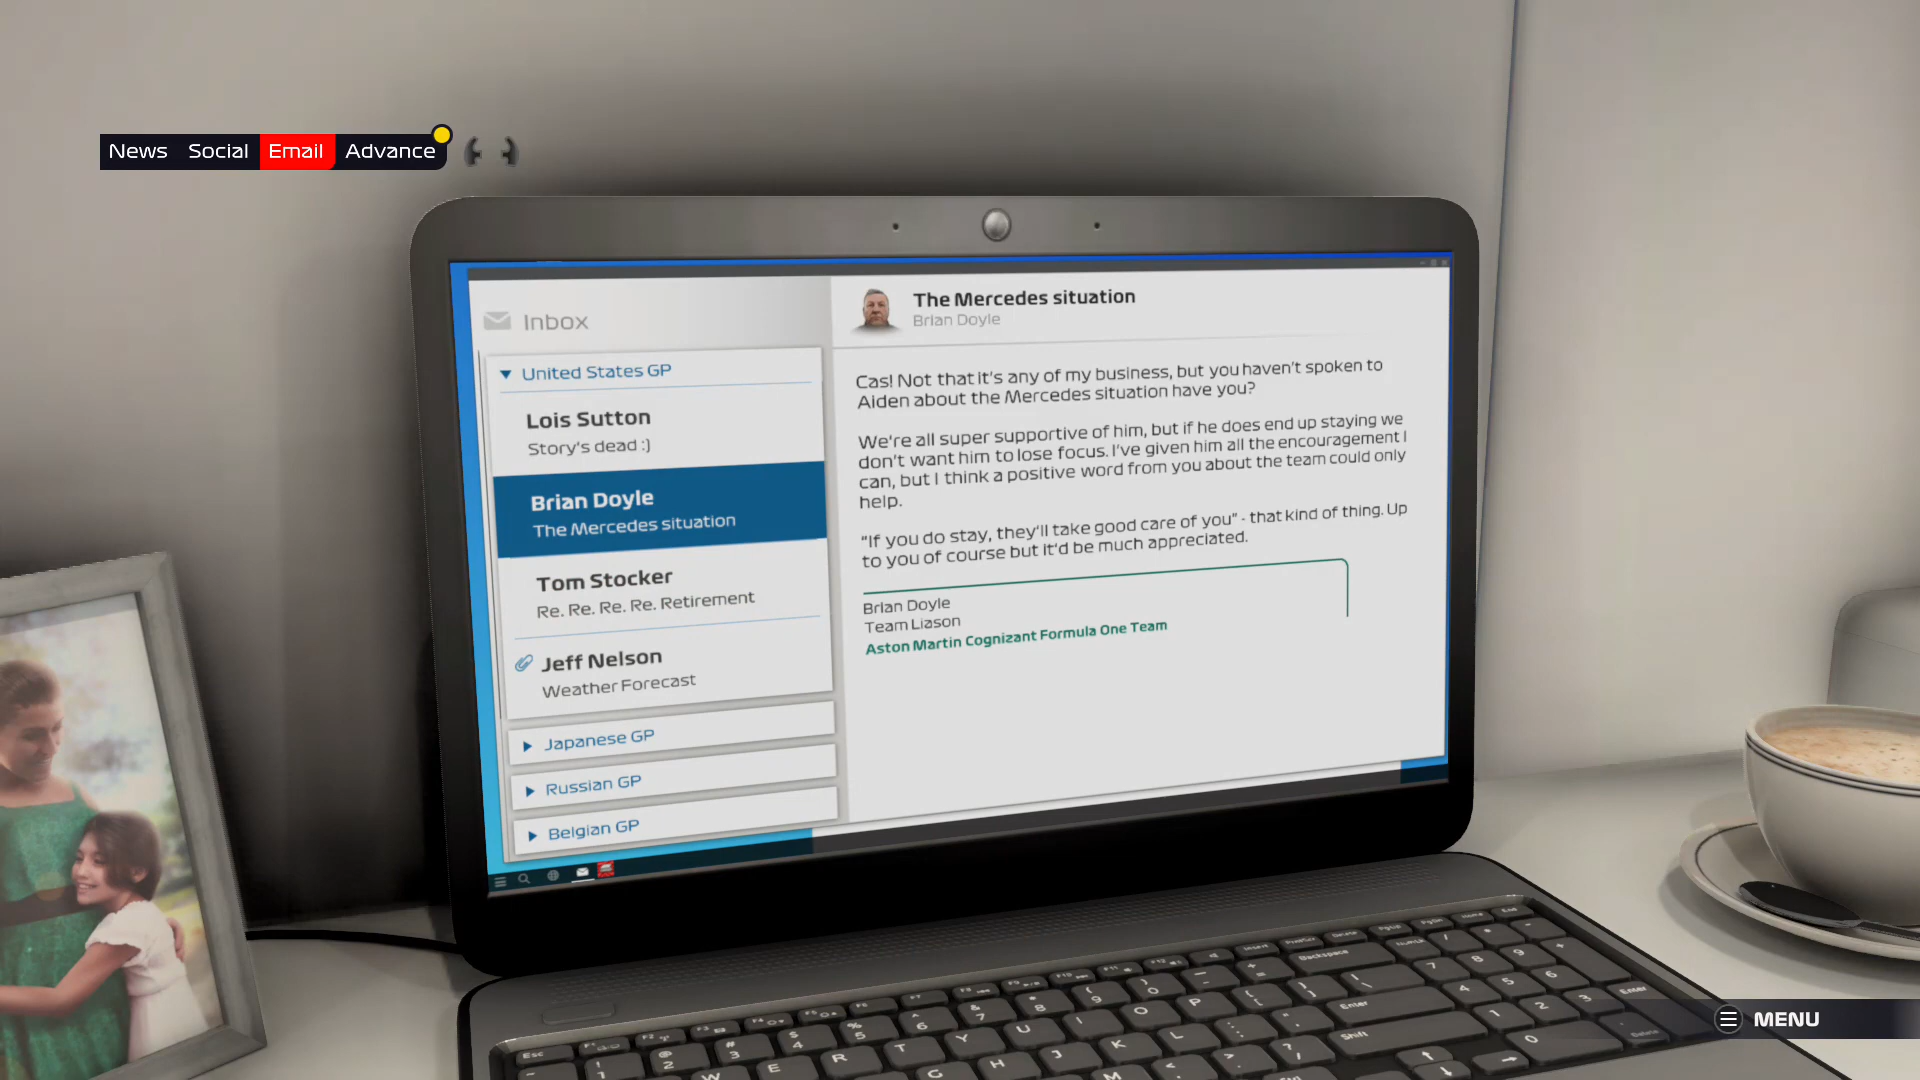 News Social Email Advance
Inbox
United States GP
Lois Sutton
Story's dead :)
Brian Doyle
The Mercedes situation
Tom Stocker
Re. Re. Re. Re. Retirement
Jeff Nelson
Weather Forecast
Japanese GP
Russian GP
Belgian GP
The Mercedes situation
Brian Doyle
Cas! Not that it's any of my business, but you haven't spoken to
Aiden about the Mercedes situation have you?
We're all super supportive of him, but if he does end up staying we
don't want him to lose focus. I've given him all the encouragement I
can, but I think a positive word from you about the team could only
help.
"If you do stay, they'll take good care of you" - that kind of thing. Up
to you of course but it'd be much appreciated.
Brian Doyle
Team Liason
Aston Martin Cognizant Formula One Team
Backspace
Enter
Shift
Enter
Esc
MENU